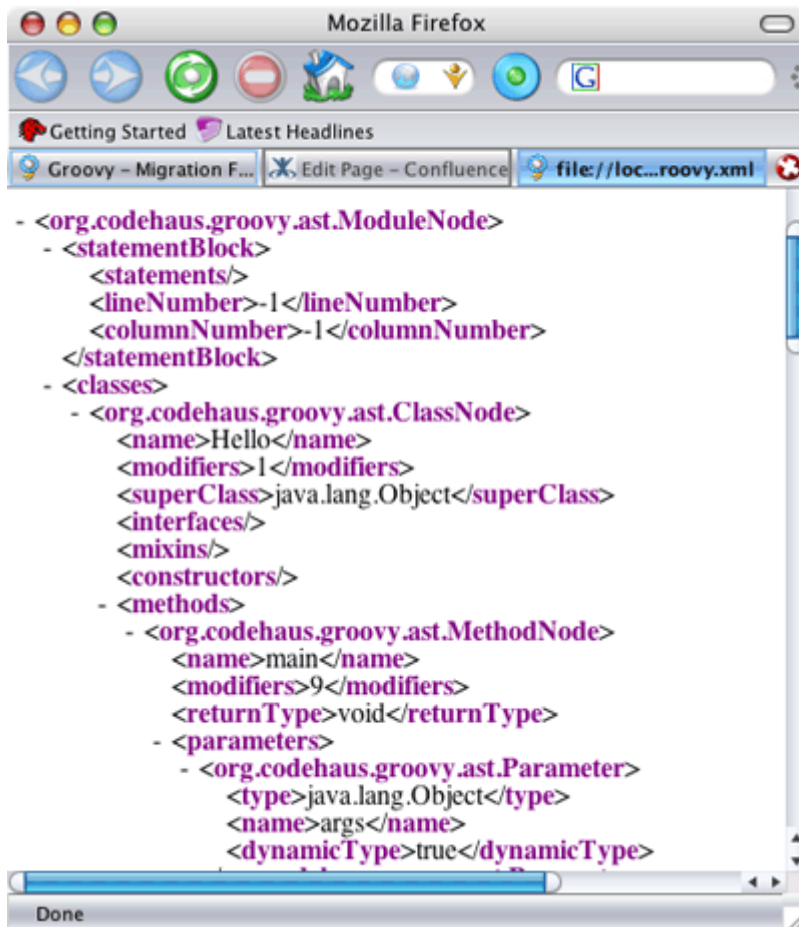 Mozilla Firefox
G
Getting Started Latest Headlines
Groovy – Migration F... Edit Page – Confluence file://loc...roovy.xml
- <org.codehaus.groovy.ast.ModuleNode>
- <statementBlock>
<statements/>
<lineNumber>-1</lineNumber>
<columnNumber>-1</columnNumber>
</statementBlock>
- <classes>
- <org.codehaus.groovy.ast.ClassNode>
<name>Hello</name>
<modifiers>1</modifiers>
<superClass>java.lang.Object</superClass>
<interfaces/>
<mixins/>
<constructors/>
- <methods>
- <org.codehaus.groovy.ast.MethodNode>
<name>main</name>
<modifiers>9</modifiers>
<returnType>void</returnType>
- <parameters>
- <org.codehaus.groovy.ast.Parameter>
<type>java.lang.Object</type>
<name>args</name>
<dynamicType>true</dynamicType>
Done